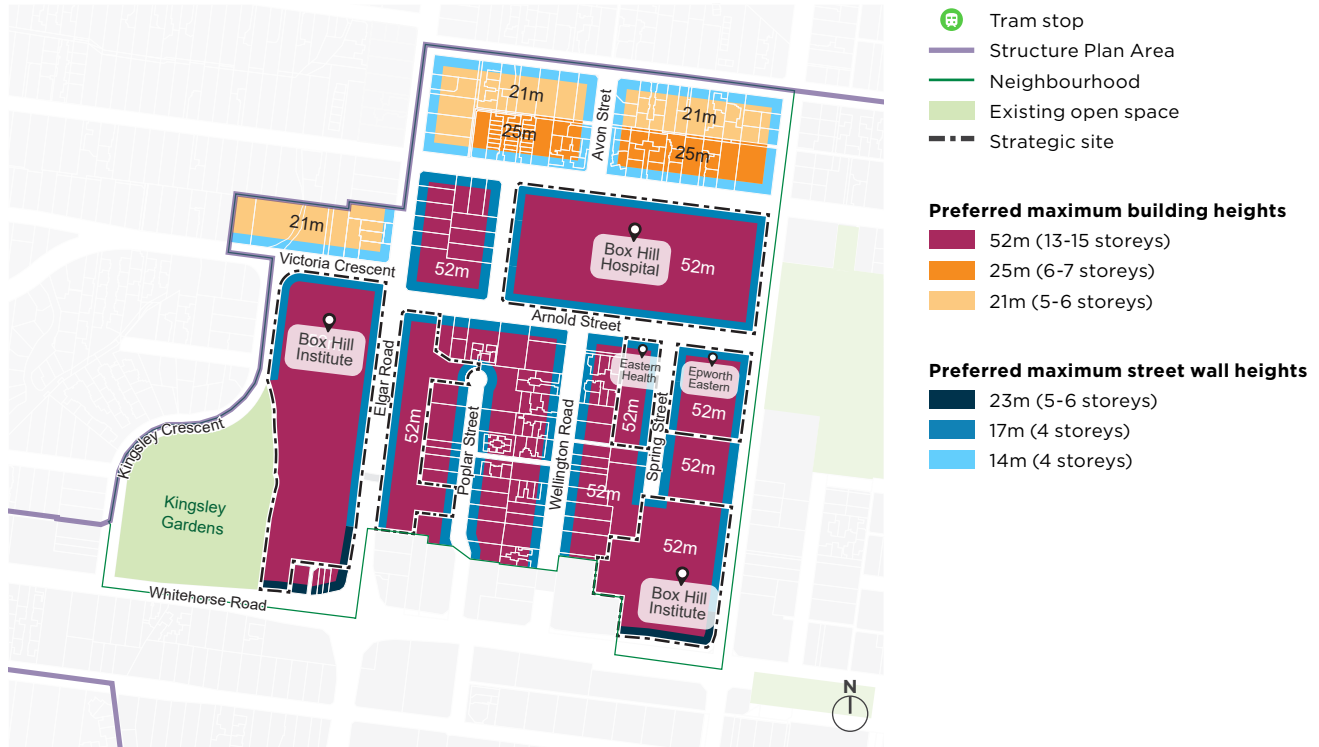 21m
25m
Avon Stret
21m
25m
21m
Victoria Crescent
52m
Box Hill
Hospital
52m
Arnold Street
Box Hill
Institute
Elgar Road
52m
Poplar Street
Wellington Road
52m
Eastern
Health
52m
Spring Street
Epworth
Eastern
52m
52m
52m
Box Hill
Institute
Kingsley Crescent
Kingsley
Gardens
Whitehorse Road
N
Tram stop
Structure Plan Area
Neighbourhood
Existing open space
Strategic site
Preferred maximum building heights
52m (13-15 storeys)
25m (6-7 storeys)
21m (5-6 storeys)
Preferred maximum street wall heights
23m (5-6 storeys)
17m (4 storeys)
14m (4 storeys)